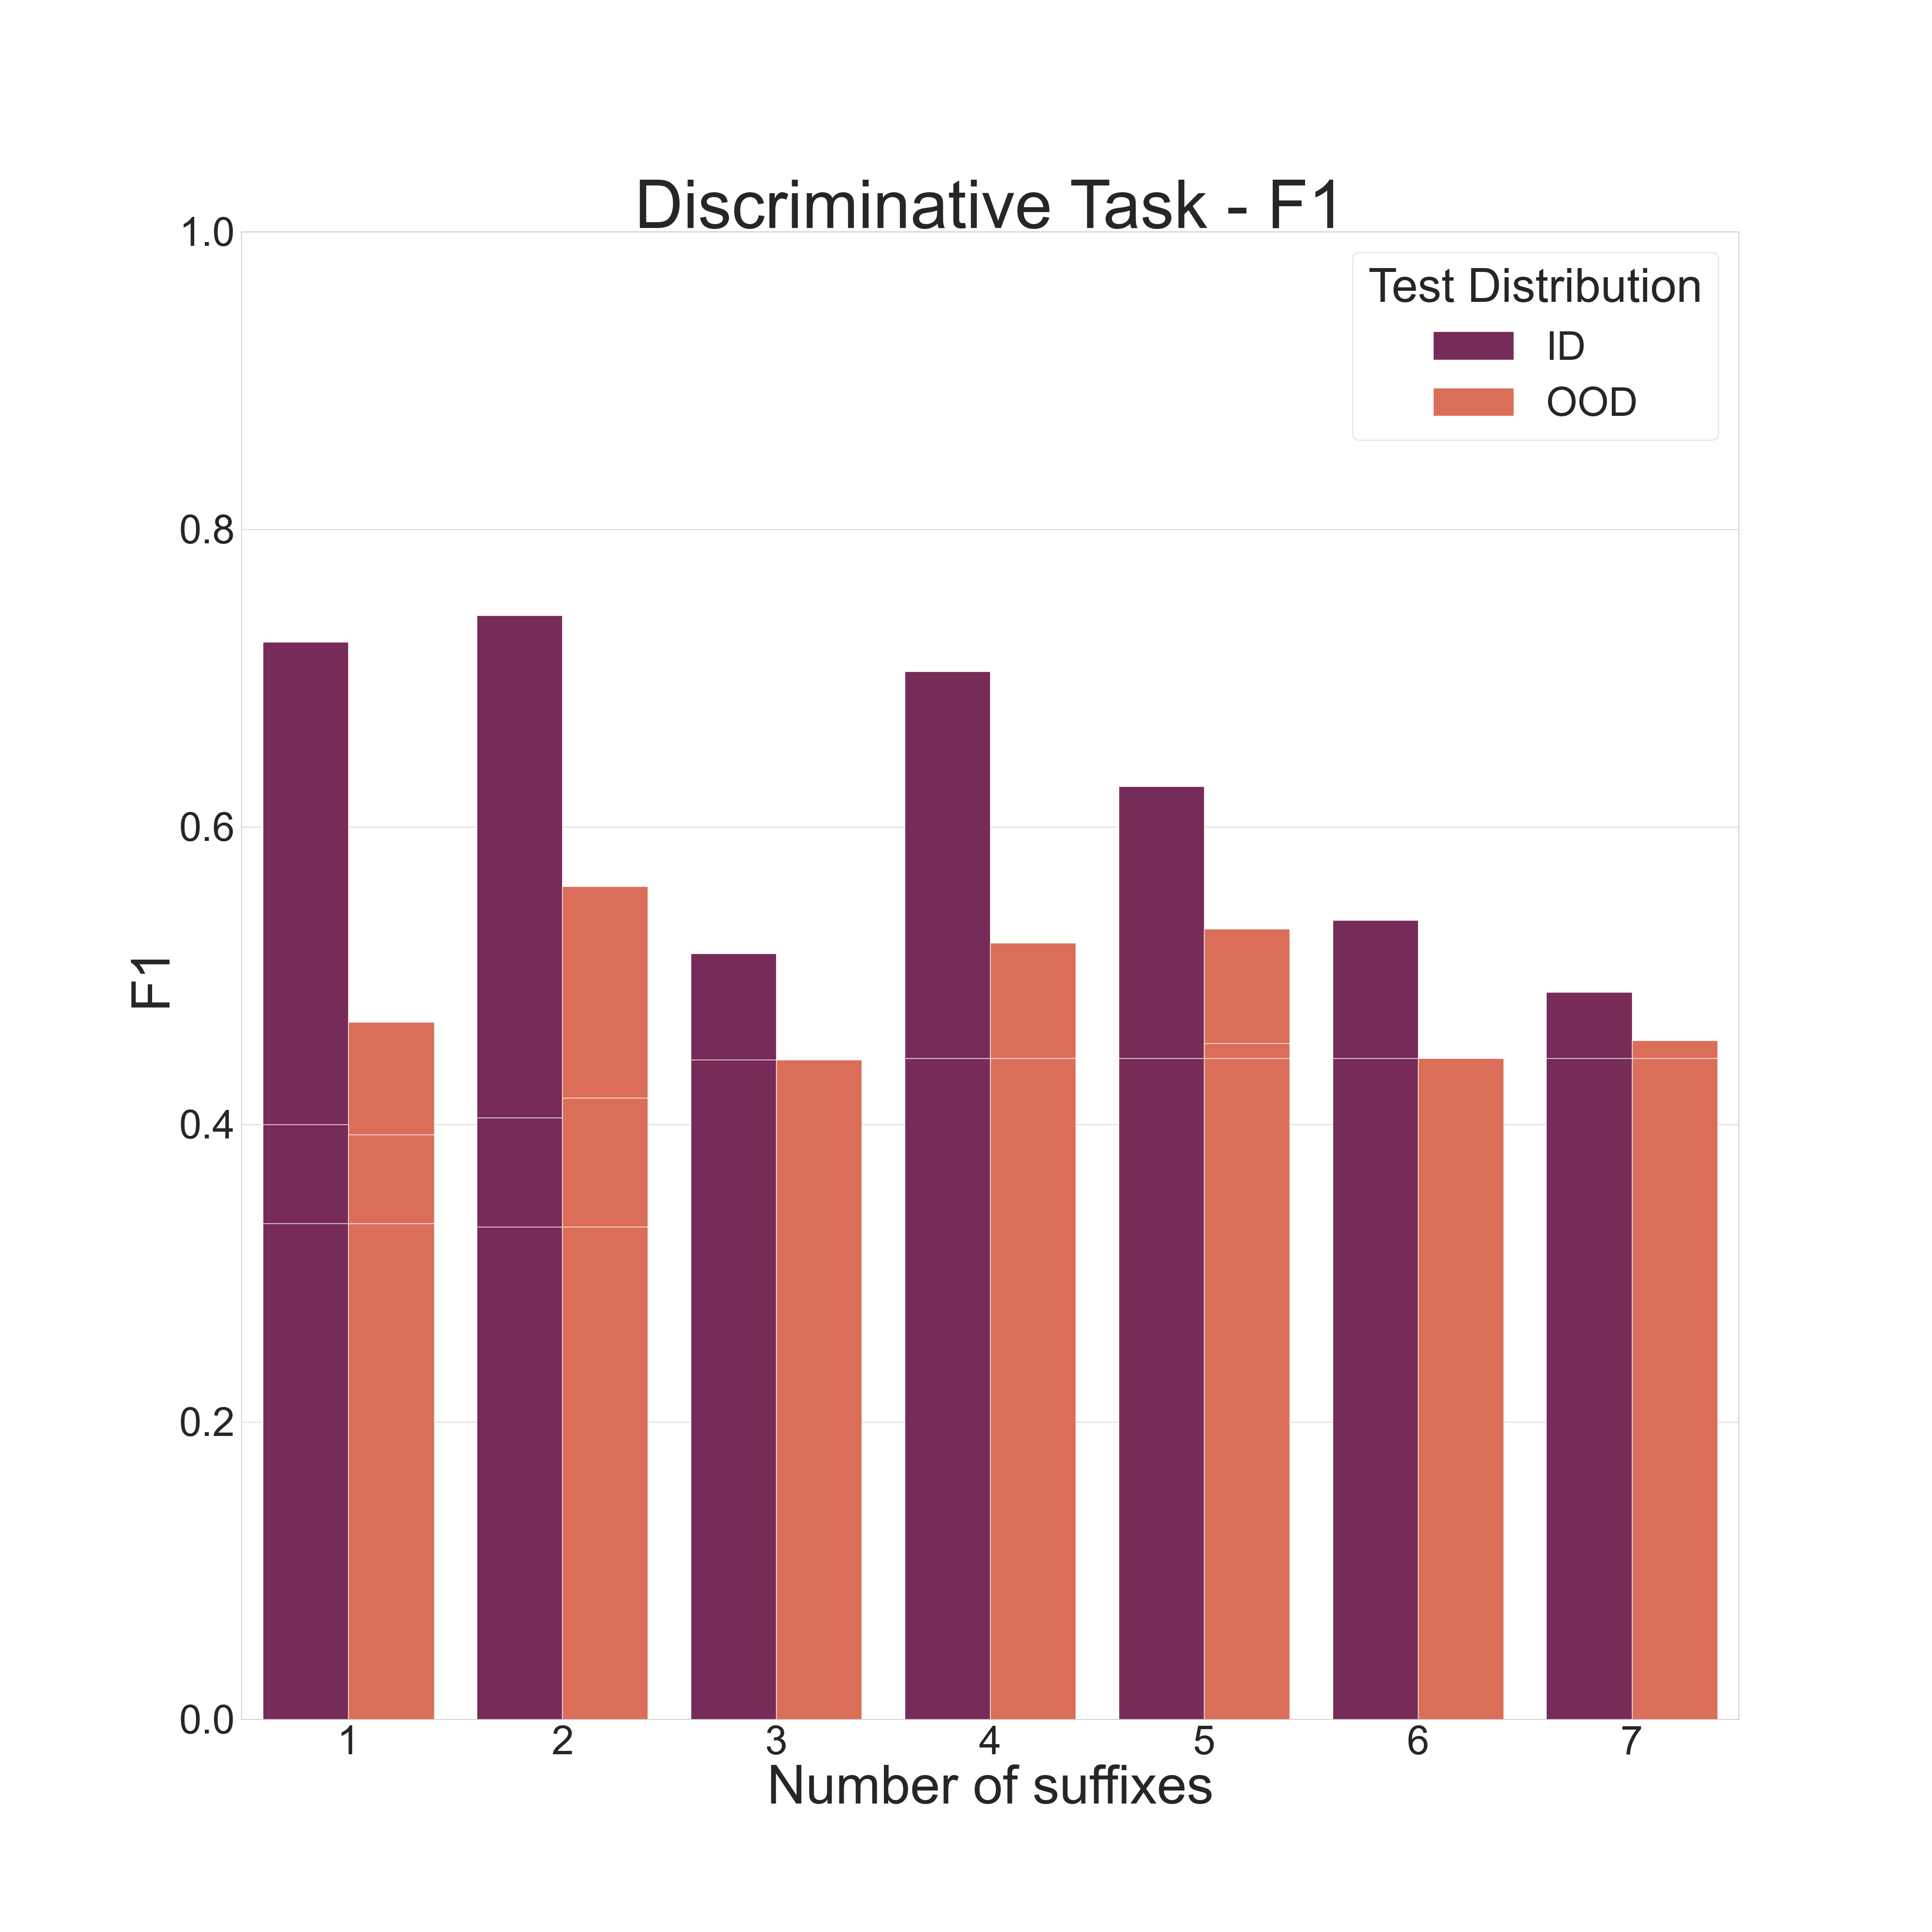 Discriminative Task - F1
1.0
0.8
0.6
0.4
0.2
0.0
F1
Test Distribution
ID
OOD
1 2 3 4 5 6 7
Number of suffixes